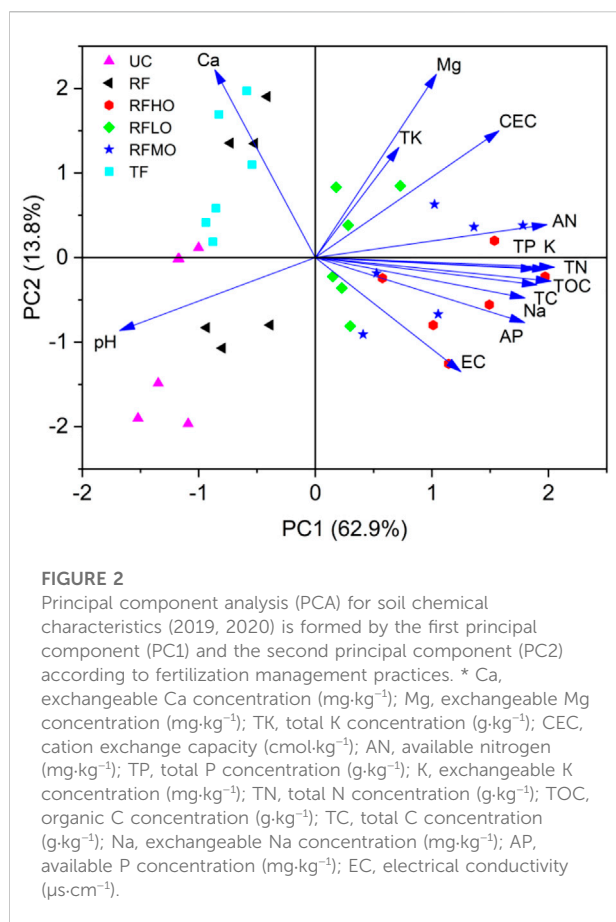 UC
RF
RFHO
RFLO
RFMO
TF
Ca
Mg
TK
CEC
AN
TP K
TN
TOC
TC
Na
AP
EC
pH
2
1
0
-1
-2
PC2 (13.8%)
-2 -1 0 1 2
PC1 (62.9%)
FIGURE 2
Principal component analysis (PCA) for soil chemical
characteristics (2019, 2020) is formed by the first principal
component (PC1) and the second principal component (PC2)
according to fertilization management practices. * Ca,
exchangeable Ca concentration (mg·kg⁻¹); Mg, exchangeable Mg
concentration (mg·kg⁻¹); TK, total K concentration (g·kg⁻¹); CEC,
cation exchange capacity (cmol·kg⁻¹); AN, available nitrogen
(mg·kg⁻¹); TP, total P concentration (g·kg⁻¹); K, exchangeable K
concentration (mg·kg⁻¹); TN, total N concentration (g·kg⁻¹); TOC,
organic C concentration (g·kg⁻¹); TC, total C concentration
(g·kg⁻¹); Na, exchangeable Na concentration (mg·kg⁻¹); AP,
available P concentration (mg·kg⁻¹); EC, electrical conductivity
(μs·cm⁻¹).